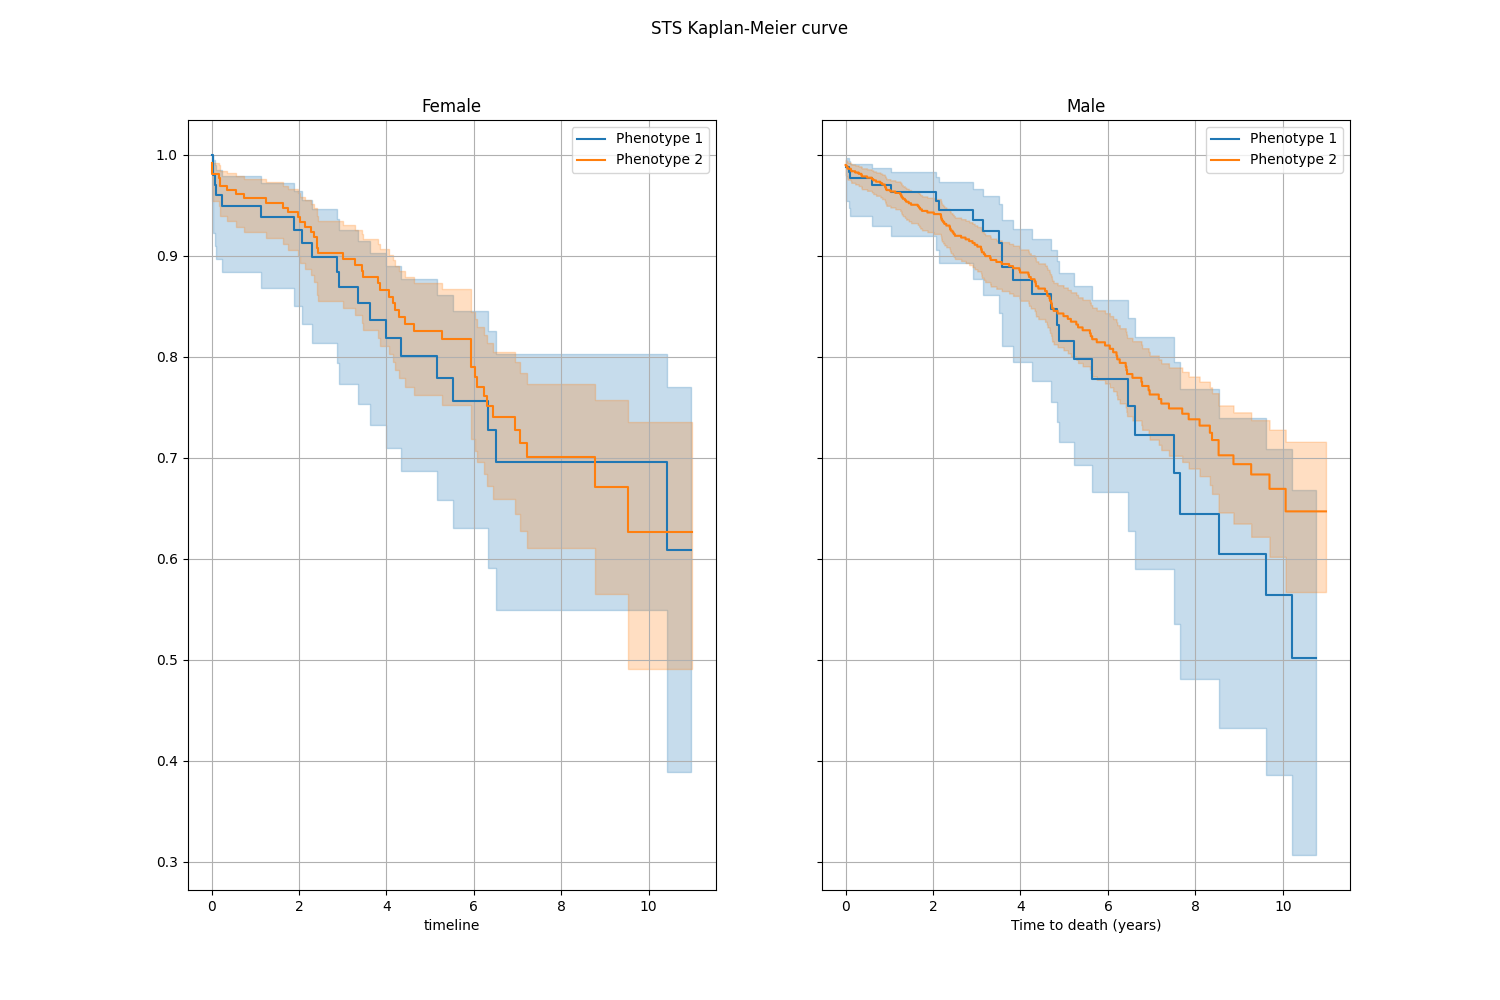 STS Kaplan-Meier curve
Female
Phenotype 1
Phenotype 2
1.0
0.9
0.8
0.7
0.6
0.5
0.4
0.3
0 2 4 6 8 10
timeline
Male
Phenotype 1
Phenotype 2
0 2 4 6 8 10
Time to death (years)